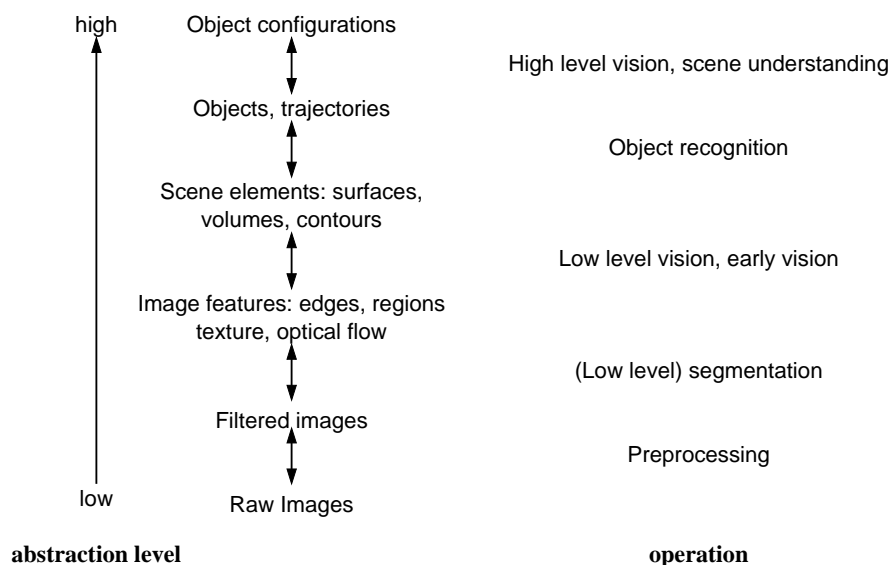 high
Object configurations
High level vision, scene understanding
Objects, trajectories
Object recognition
Scene elements: surfaces,
volumes, contours
Low level vision, early vision
Image features: edges, regions
texture, optical flow
(Low level) segmentation
Filtered images
Preprocessing
low
Raw Images
abstraction level
operation